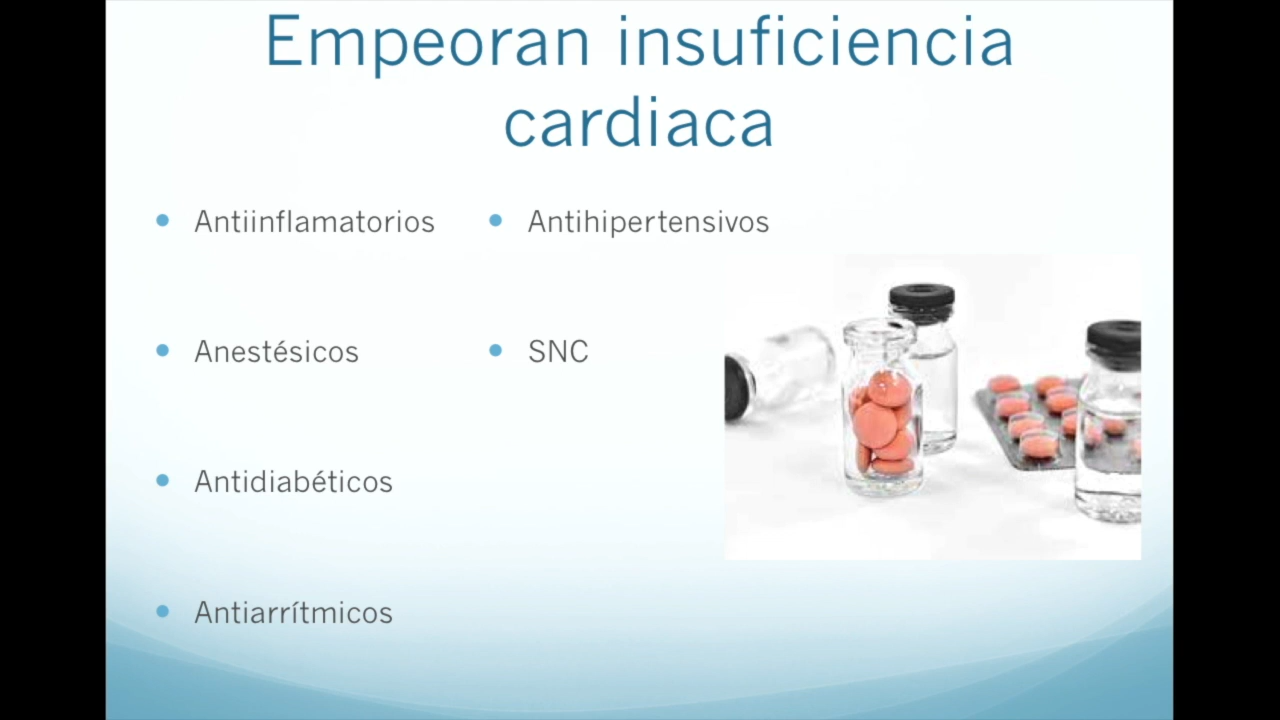 Empeoran insuficiencia
cardiaca
Antiinflamatorios
Anestésicos
Antidiabéticos
Antiarrítmicos
Antihipertensivos
SNC